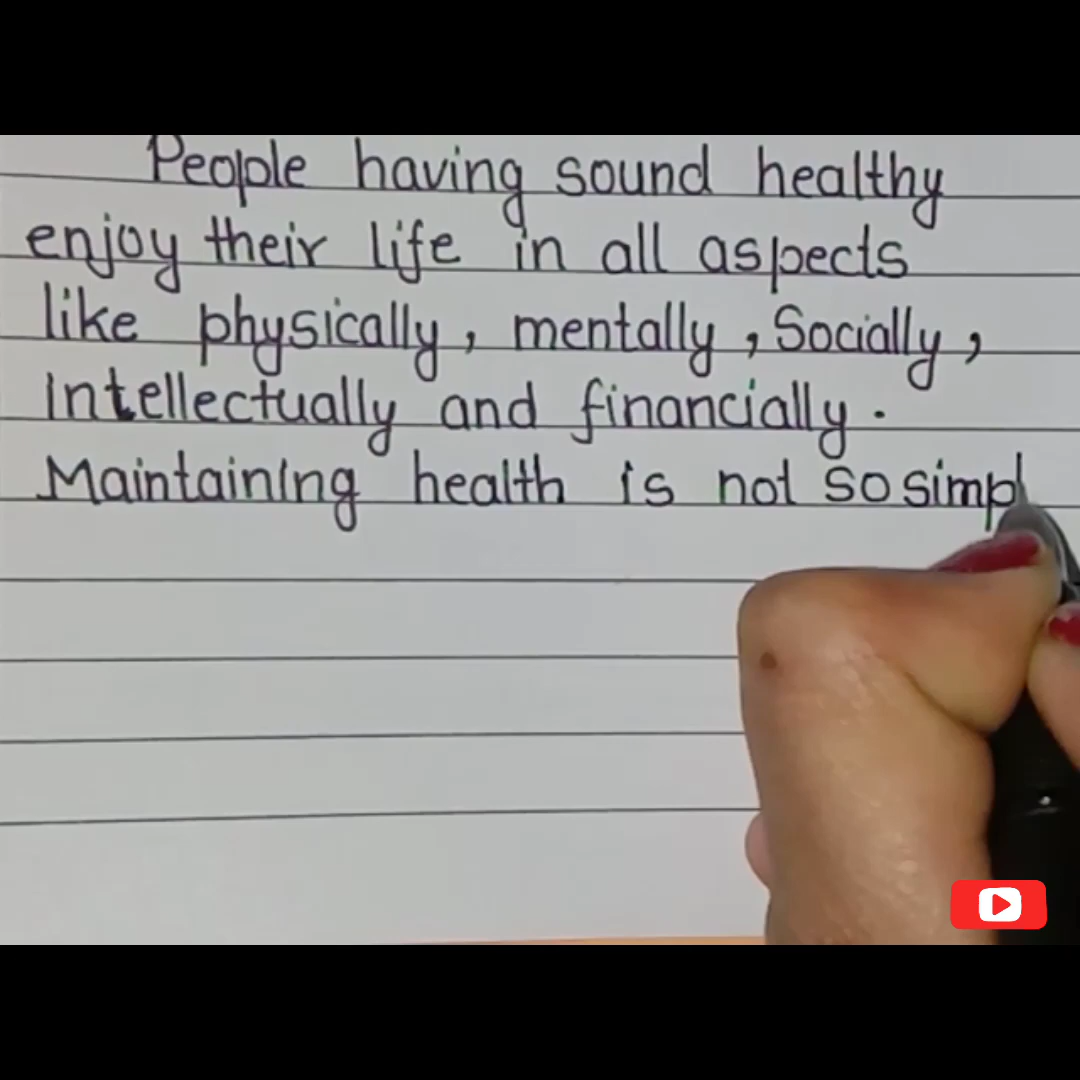 People having sound healthy
enjoy their life in all aspects
like physically, mentally, Socially,
Intellectually and financially.
Maintaining health is not so simpl